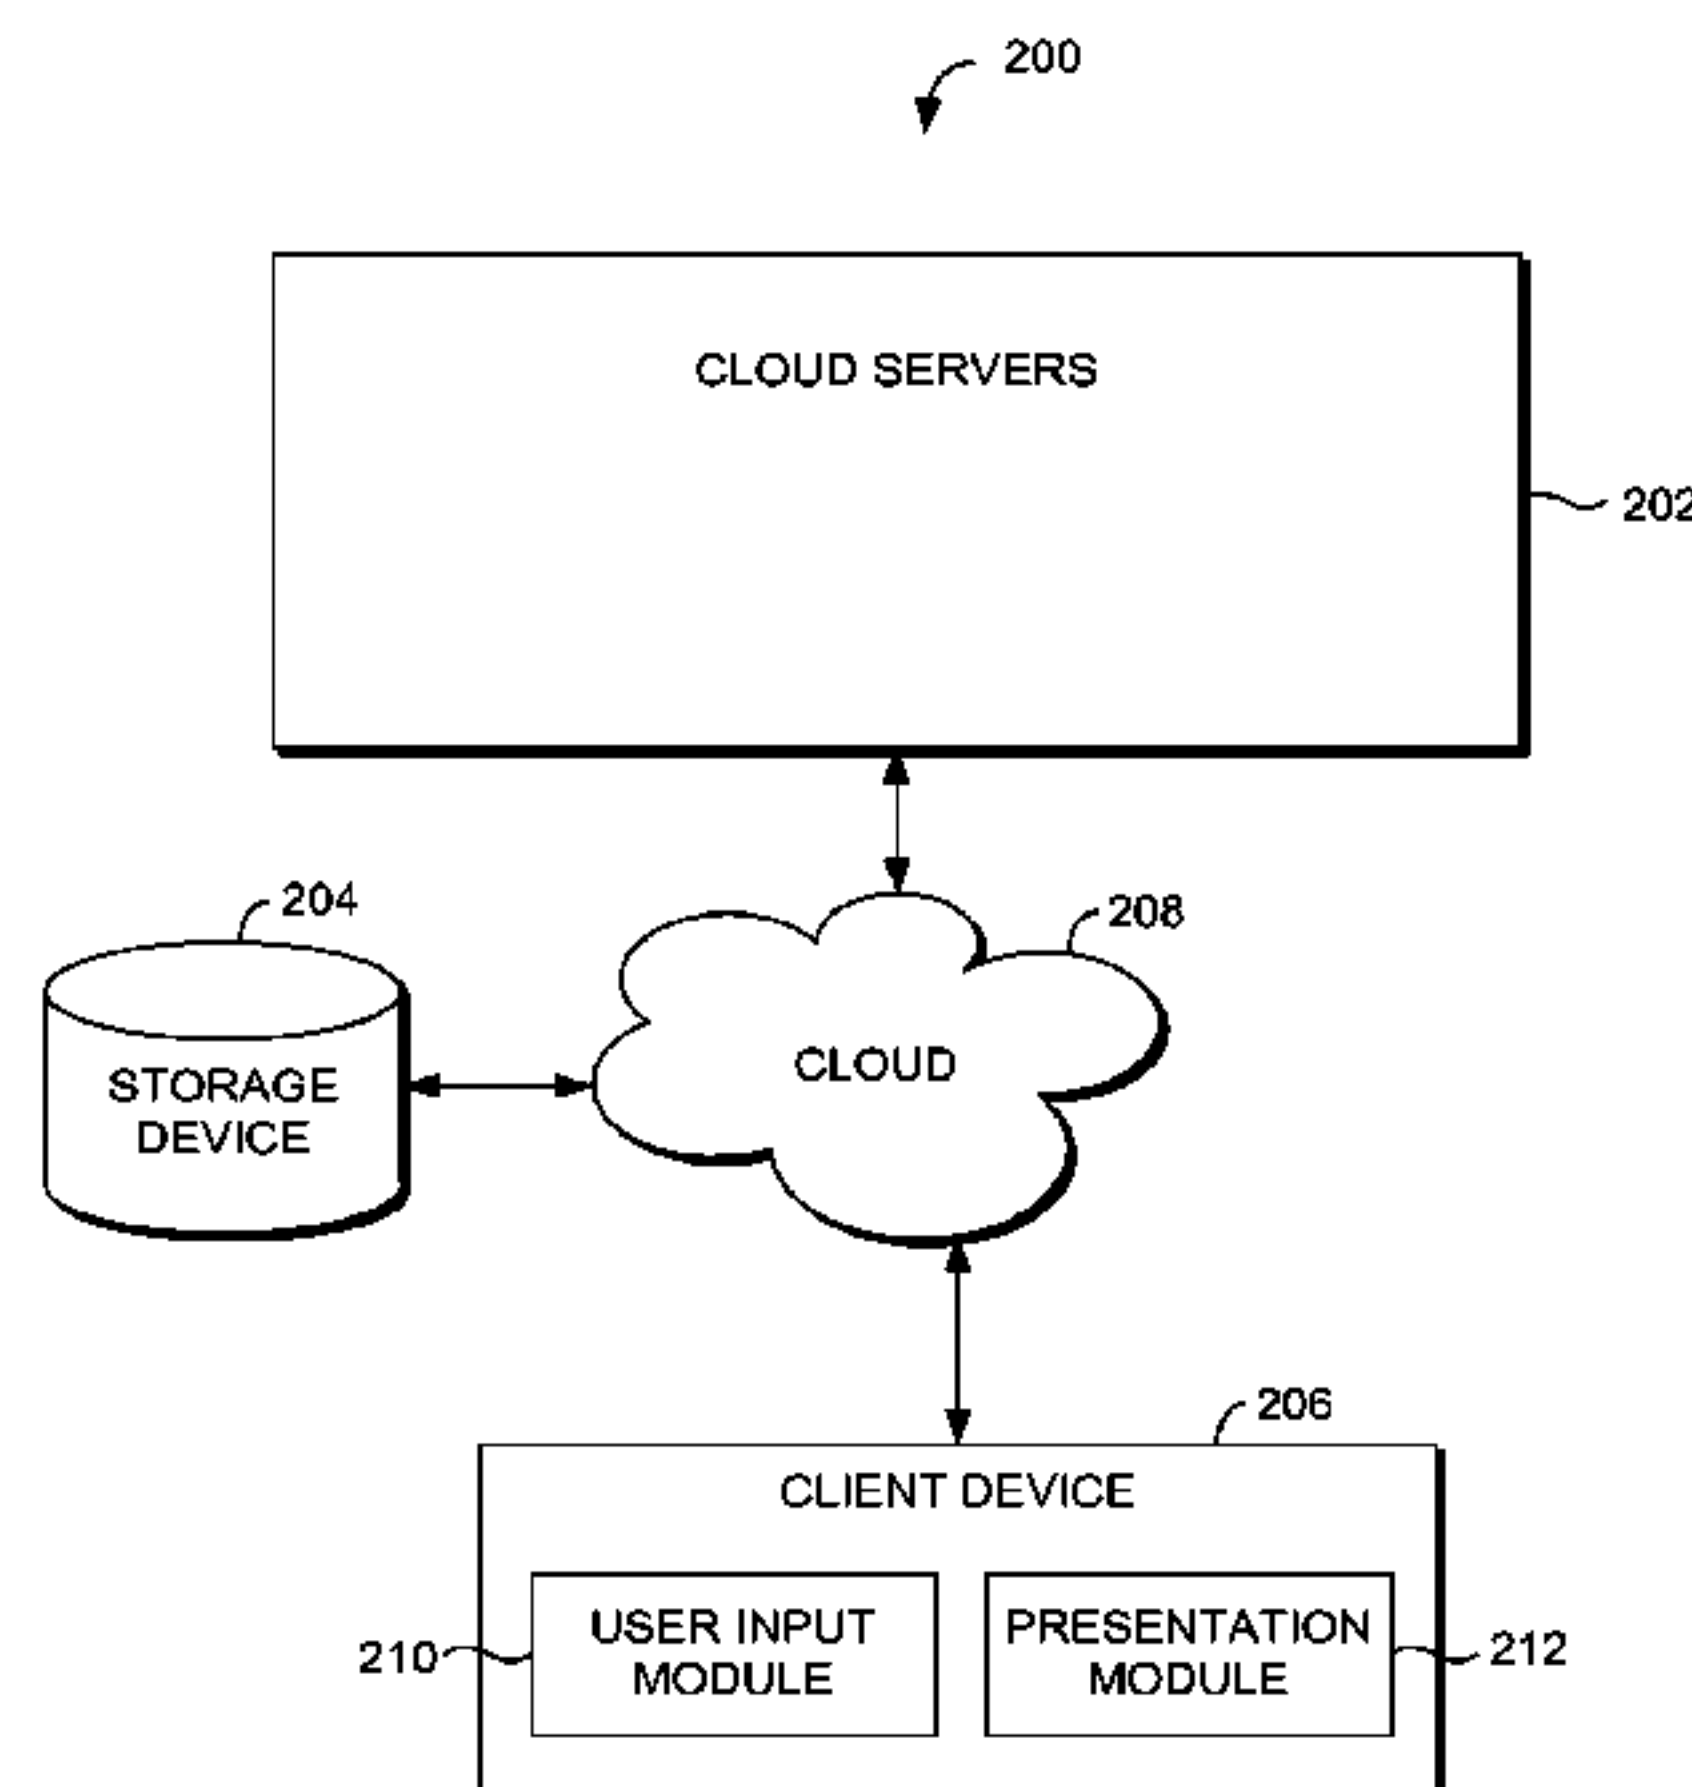 200
CLOUD SERVERS
202
204
208
STORAGE
DEVICE
CLOUD
206
CLIENT DEVICE
USER INPUT
MODULE
PRESENTATION
MODULE
210
212